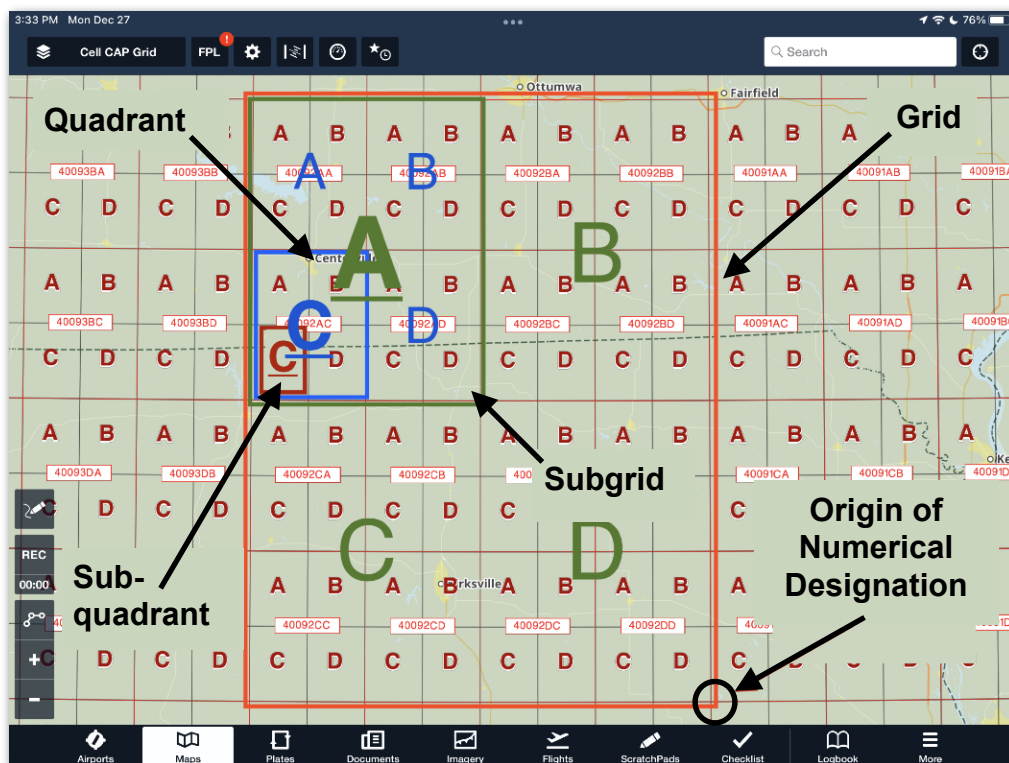 3:33 PM Mon Dec 27
76%
Cell CAP Grid
FPL
!
Search
Ottumwa
Fairfield
Quadrant
Grid
A B A B A B A B A
40093BA 40093BB 40092BA 40092BB 40091AA 40091AB
A B
C D C D C D C D C D C D C D C D C
A
B
Cent
A B A B A B A B A B A B A B A B A
40093BC 40093BD 40092AC 40092BC 40092BD 40091AC 40091AD
C
D
C D C D C D C D C D C D C D C D C
A B A B A B A B A B A B A B A B A
40093DA 40093DB 40092CA 40092CB 40091CA 40091CB
Subgrid
D C D C D C D C C
C
D
Origin of
Numerical
Designation
REC
00:00
Sub-
quadrant
A B A B A B A B A
rksville
40092CC 40092CD 40092DC 40092DD
C D C D C D C D C D C D C
Airports
Maps
Plates
Documents
Imagery
Flights
ScratchPads
Checklist
Logbook
More